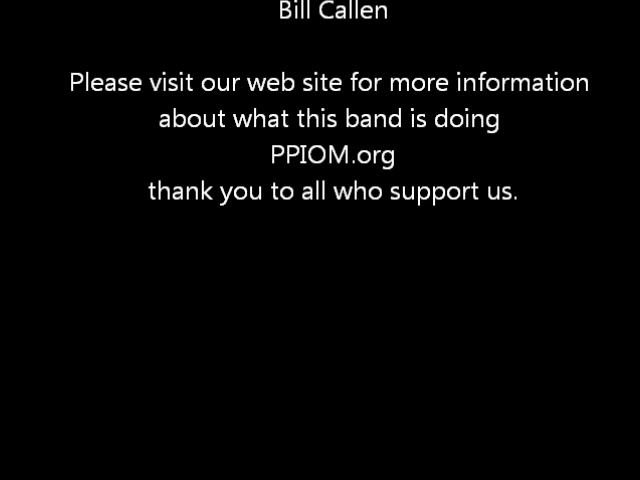 Bill Callen
Please visit our web site for more information
about what this band is doing
PPIOM.org
thank you to all who support us.